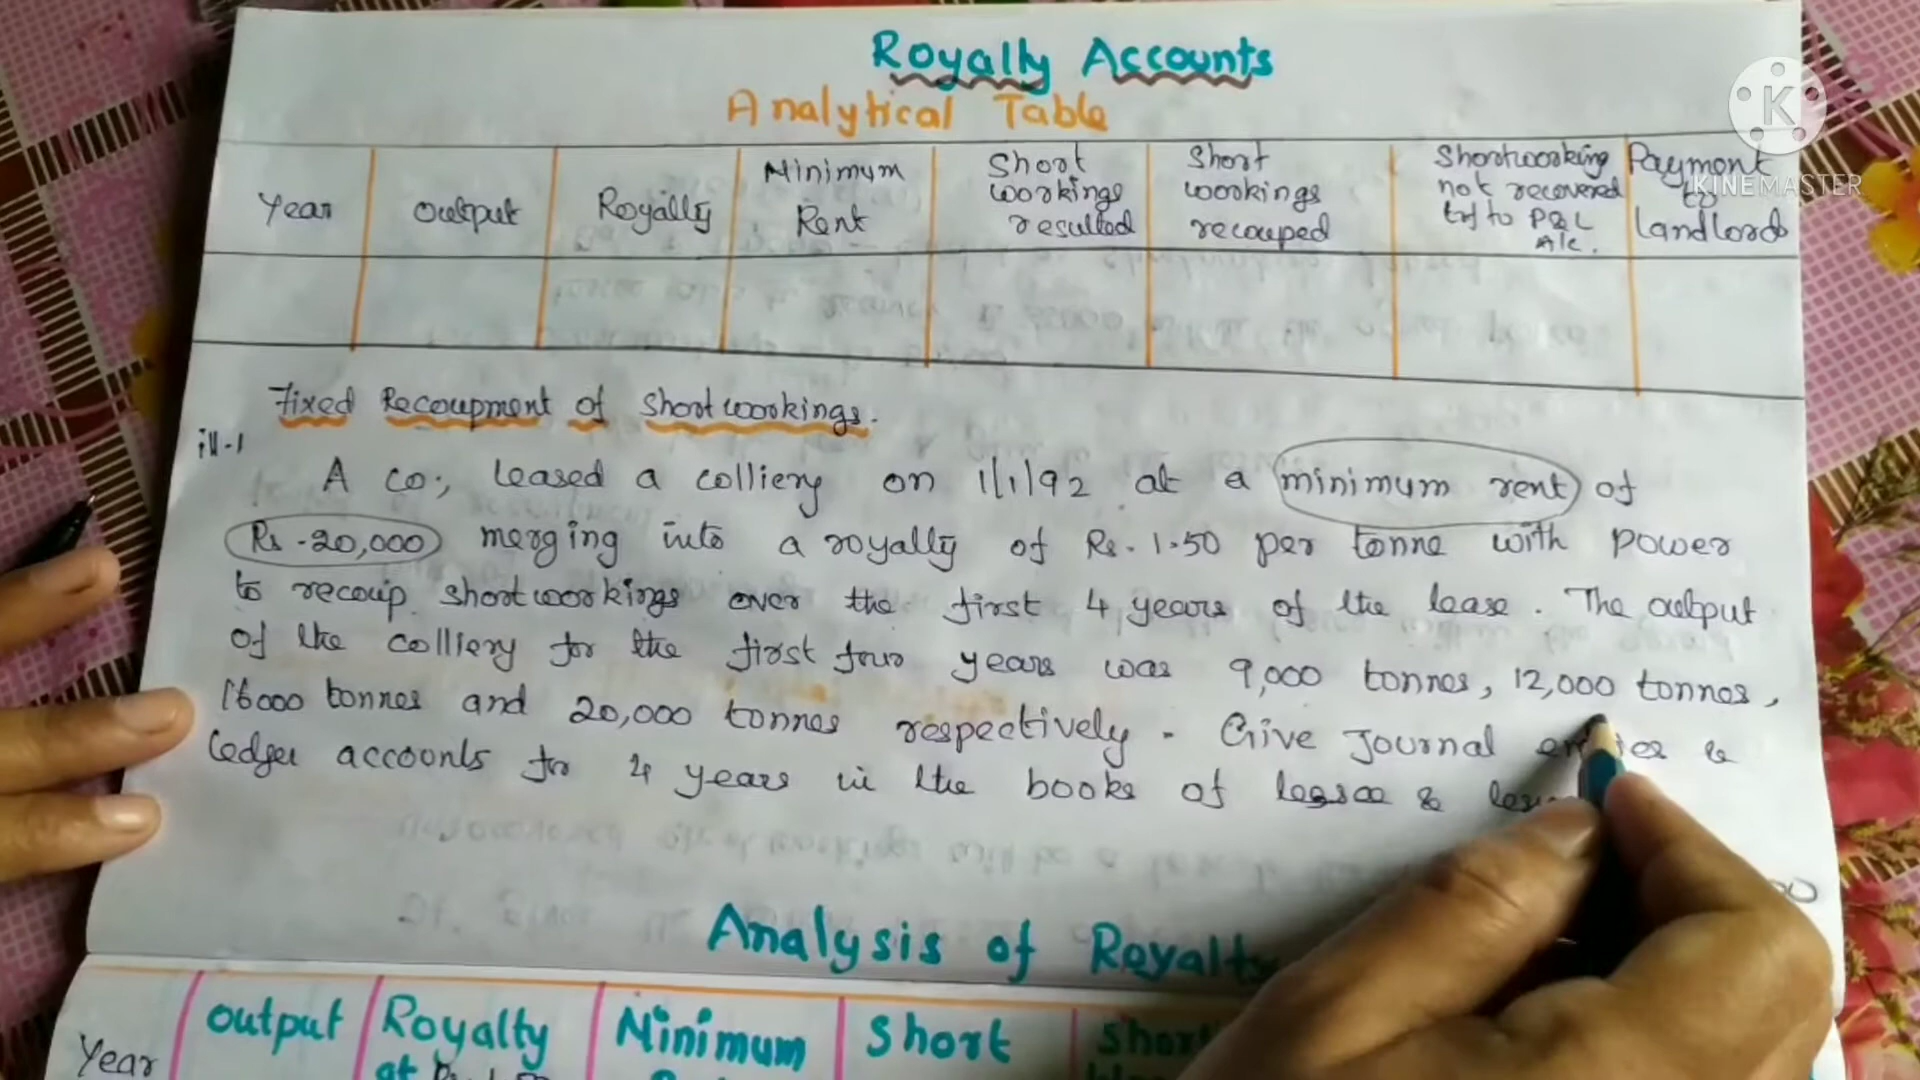 Royalty Accounts
Analytical Table
Year
Output
Royalty
Minimum
Rent
Short
workings
resulted
Short
workings
recouped
Shortworking
not recovered
trf to P&L
A/c.
Payment
to
landlord
KINEMASTER
Fixed Recoupment of Shortworkings.
ill-1
A co., leased a colliery on 1/1/92 at a minimum rent of
Rs.20,000 merging into a royalty of Rs. 1.50 per tonne with power
to recoup shortworkings over the first 4 years of the lease. The output
of the colliery for the first four years was 9,000 tonnes, 12,000 tonnes,
16000 tonnes and 20,000 tonnes respectively. Give Journal &
ledger accounts for 4 years in the books of lessee &
Analysis of Royalty
Year
Output
Royalty
at
Minimum
Short